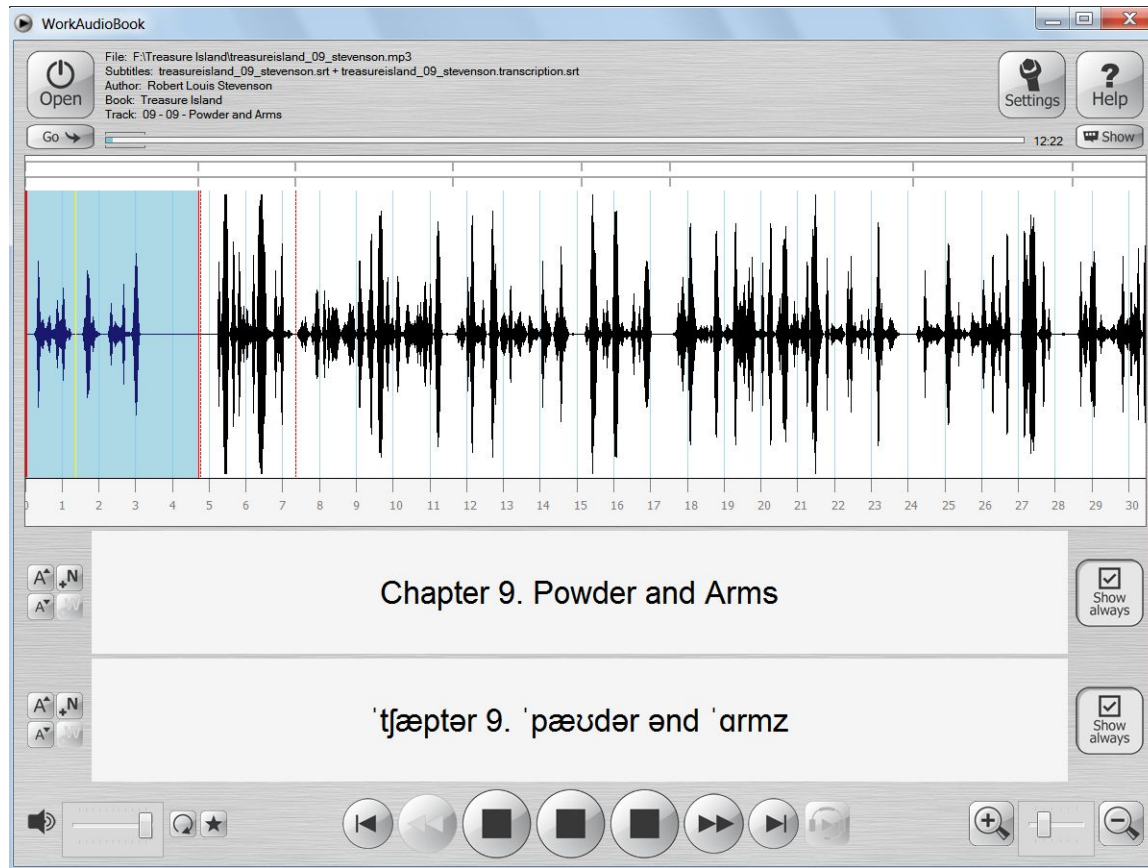 WorkAudioBook
Open
File: F:\Treasure Island\treasureisland_09_stevenson.mp3
Subtitles: treasureisland_09_stevenson.srt + treasureisland_09_stevenson.transcription.srt
Author: Robert Louis Stevenson
Book: Treasure Island
Track: 09 - 09 - Powder and Arms
Settings
Help
Go
12:22
Show
1 2 3 4 5 6 7 8 9 10 11 12 13 14 15 16 17 18 19 20 21 22 23 24 25 26 27 28 29 30
A +N
A
Chapter 9. Powder and Arms
Show
always
A +N
A
ˈtʃæptər 9. ˈpæʊdər ənd ˈɑrmz
Show
always